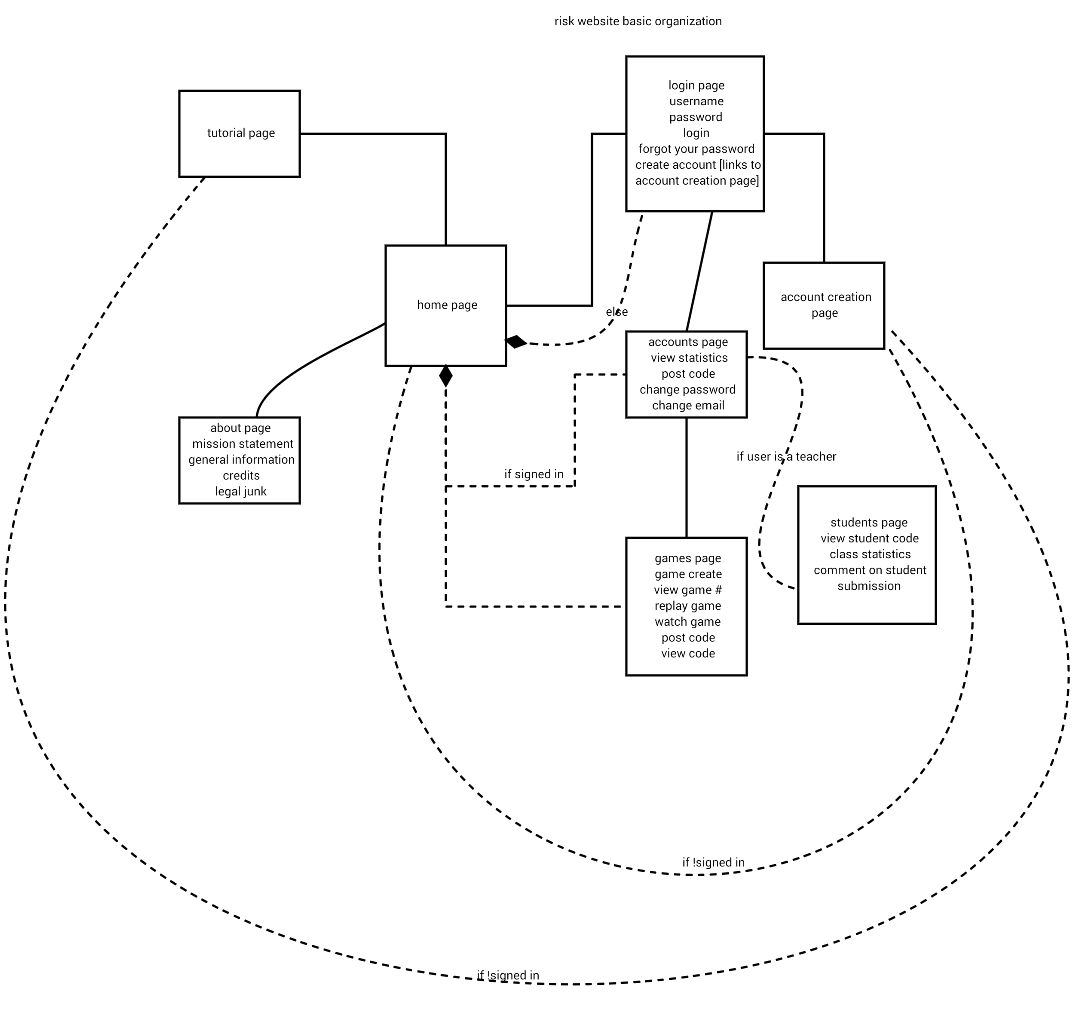 risk website basic organization
login page
username
password
login
forgot your password
create account [links to
account creation page]
tutorial page
home page
account creation
page
else
accounts page
view statistics
post code
change password
change email
about page
mission statement
general information
credits
legal junk
if signed in
if user is a teacher
students page
view student code
class statistics
comment on student
submission
games page
game create
view game #
replay game
watch game
post code
view code
if !signed in
if !signed in